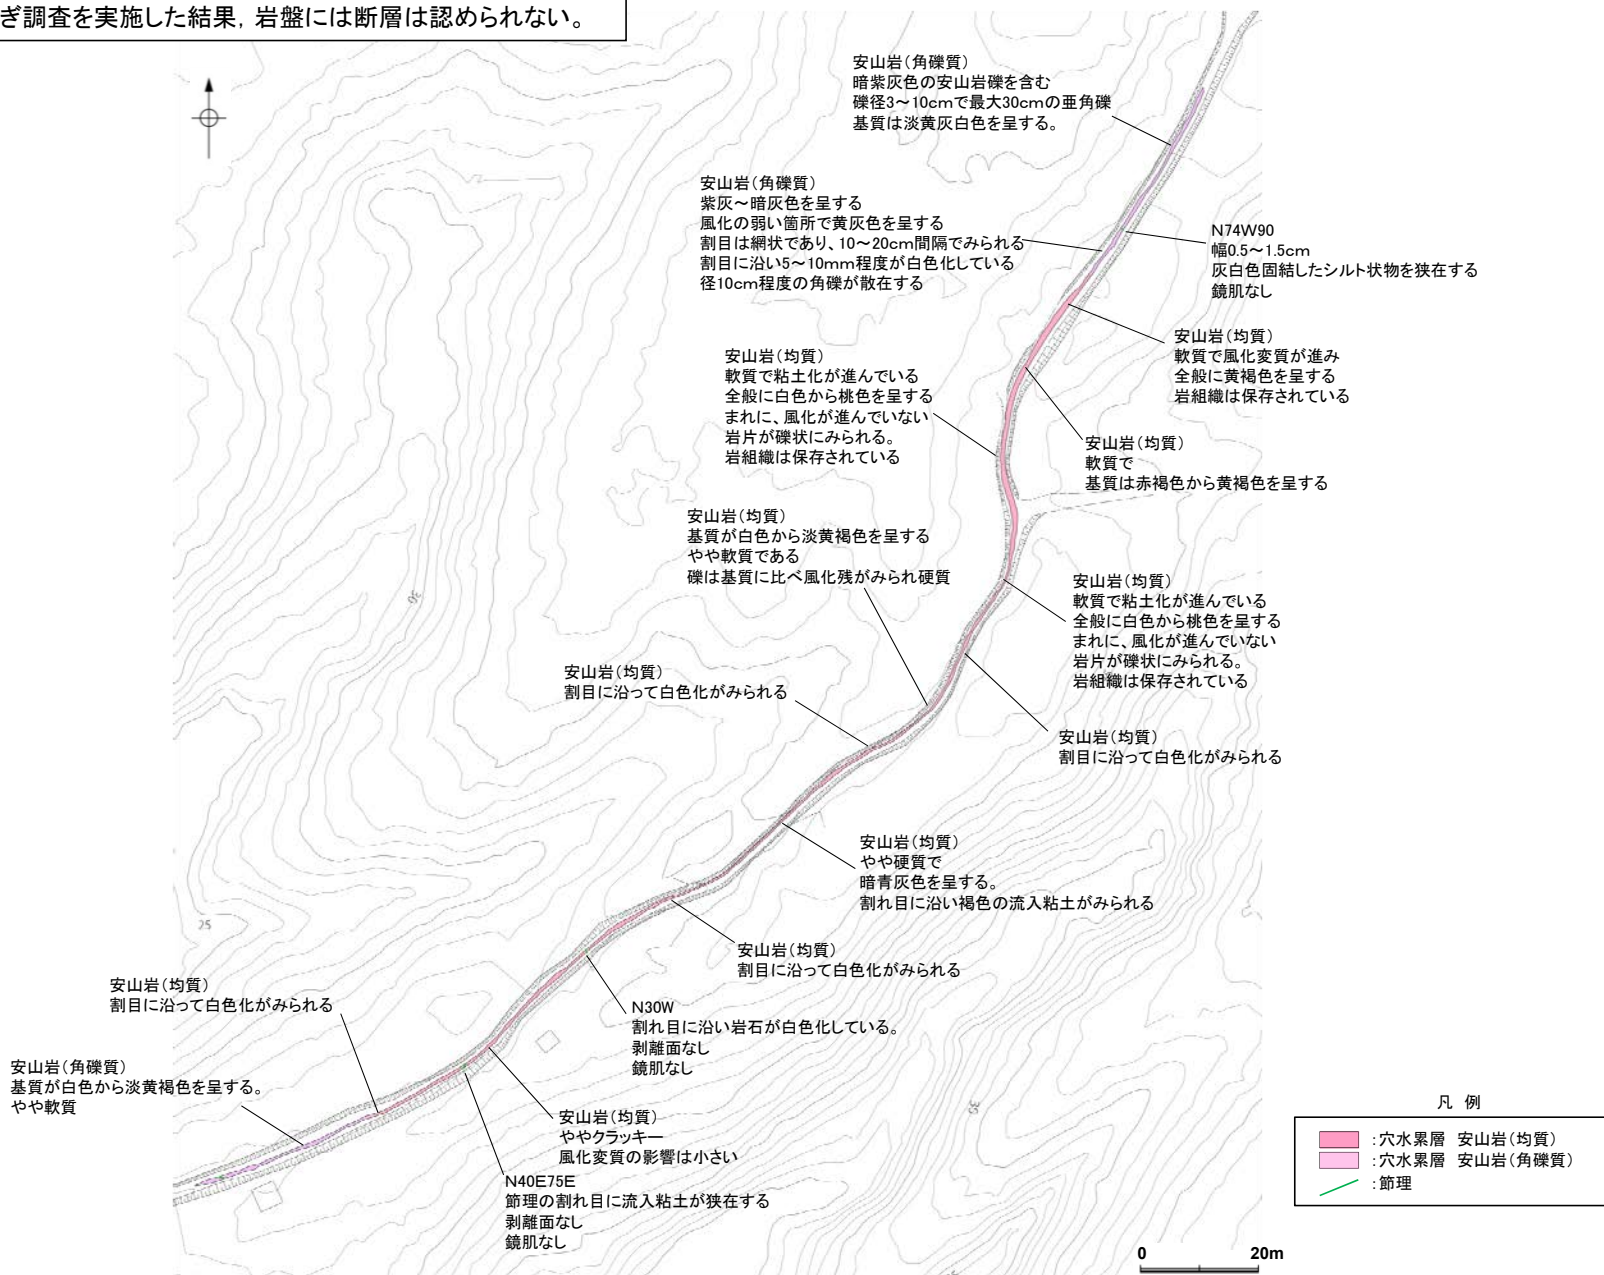 ぎ調査を実施した結果，岩盤には断層は認められない。
安山岩（角礫質）
暗紫灰色の安山岩礫を含む
礫径3～10cmで最大30cmの亜角礫
基質は淡黄灰白色を呈する。
安山岩（角礫質）
紫灰～暗灰色を呈する
風化の弱い箇所で黄灰色を呈する
割目は網状であり、10～20cm間隔でみられる
割目に沿い5～10mm程度が白色化している
径10cm程度の角礫が散在する
N74W90
幅0.5～1.5cm
灰白色固結したシルト状物を狭在する
鏡肌なし
安山岩（均質）
軟質で風化変質が進み
全般に黄褐色を呈する
岩組織は保存されている
安山岩（均質）
軟質で粘土化が進んでいる
全般に白色から桃色を呈する
まれに、風化が進んでいない
岩片が礫状にみられる。
岩組織は保存されている
安山岩（均質）
軟質で
基質は赤褐色から黄褐色を呈する
安山岩（均質）
基質が白色から淡黄褐色を呈する
やや軟質である
礫は基質に比べ風化残がみられ硬質
安山岩（均質）
軟質で粘土化が進んでいる
全般に白色から桃色を呈する
まれに、風化が進んでいない
岩片が礫状にみられる。
岩組織は保存されている
安山岩（均質）
割目に沿って白色化がみられる
安山岩（均質）
割目に沿って白色化がみられる
安山岩（均質）
やや硬質で
暗青灰色を呈する。
割れ目に沿い褐色の流入粘土がみられる
安山岩（均質）
割目に沿って白色化がみられる
安山岩（均質）
割目に沿って白色化がみられる
N30W
割れ目に沿い岩石が白色化している。
剥離面なし
鏡肌なし
安山岩（角礫質）
基質が白色から淡黄褐色を呈する。
やや軟質
安山岩（均質）
ややクラッキー
風化変質の影響は小さい
N40E75E
節理の割れ目に流入粘土が狭在する
剥離面なし
鏡肌なし
30
25
35
凡 例
:穴水累層 安山岩（均質）
:穴水累層 安山岩（角礫質）
:節理
0 20m